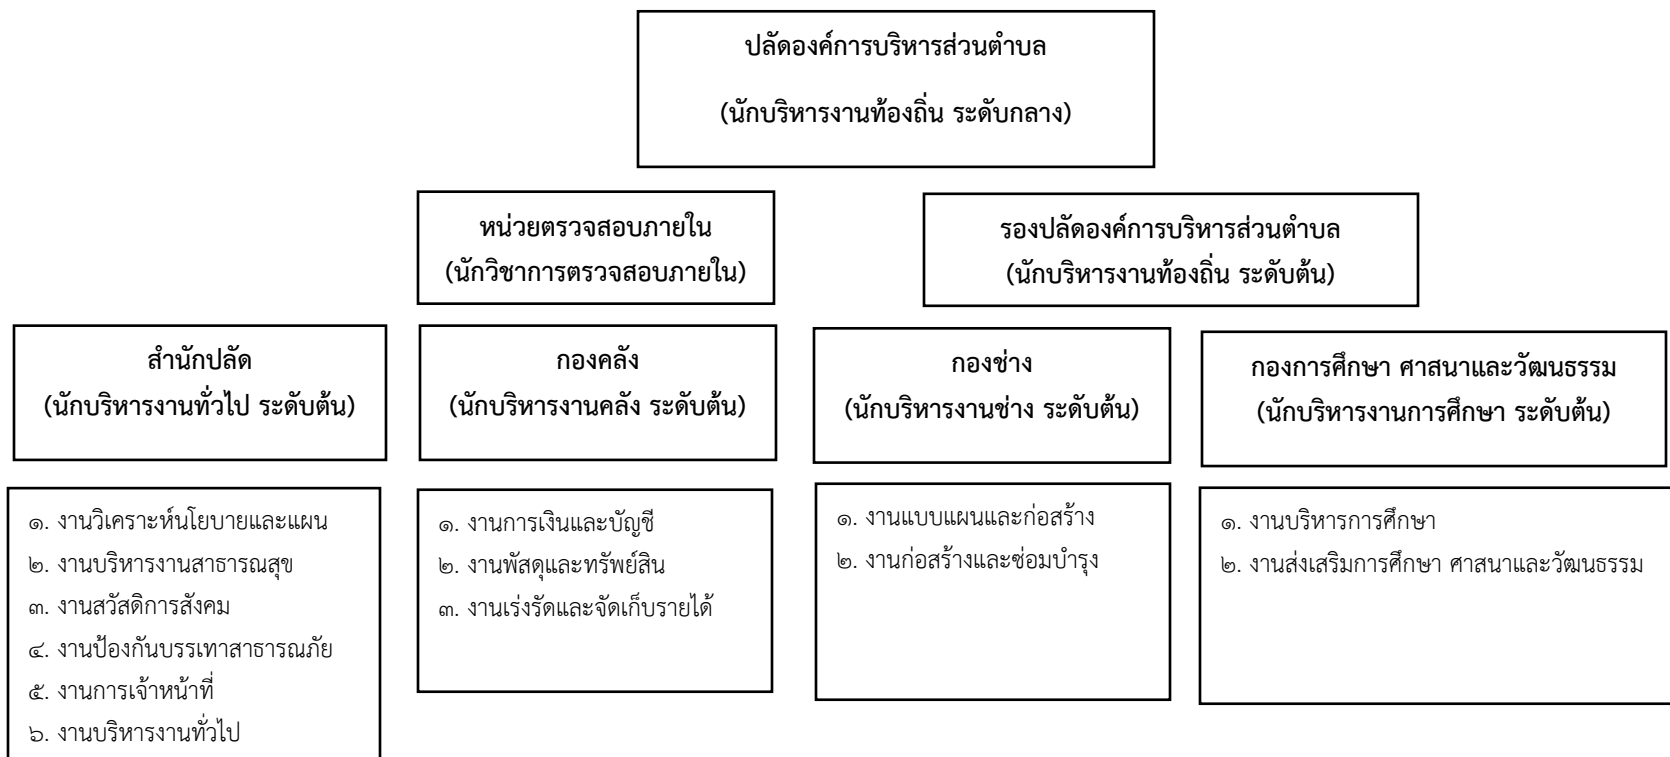 ปลัดองค์การบริหารส่วนตำบล
(นักบริหารงานท้องถิ่น ระดับกลาง)
หน่วยตรวจสอบภายใน
(นักวิชาการตรวจสอบภายใน)
รองปลัดองค์การบริหารส่วนตำบล
(นักบริหารงานท้องถิ่น ระดับต้น)
สำนักปลัด
(นักบริหารงานทั่วไป ระดับต้น)
กองคลัง
(นักบริหารงานคลัง ระดับต้น)
กองช่าง
(นักบริหารงานช่าง ระดับต้น)
กองการศึกษา ศาสนาและวัฒนธรรม
(นักบริหารงานการศึกษา ระดับต้น)
๑. งานวิเคราะห์นโยบายและแผน
๒. งานบริหารงานสาธารณสุข
๓. งานสวัสดิการสังคม
๔. งานป้องกันบรรเทาสาธารณภัย
๕. งานการเจ้าหน้าที่
๖. งานบริหารงานทั่วไป
๑. งานการเงินและบัญชี
๒. งานพัสดุและทรัพย์สิน
๓. งานเร่งรัดและจัดเก็บรายได้
๑. งานแบบแผนและก่อสร้าง
๒. งานก่อสร้างและซ่อมบำรุง
๑. งานบริหารการศึกษา
๒. งานส่งเสริมการศึกษา ศาสนาและวัฒนธรรม